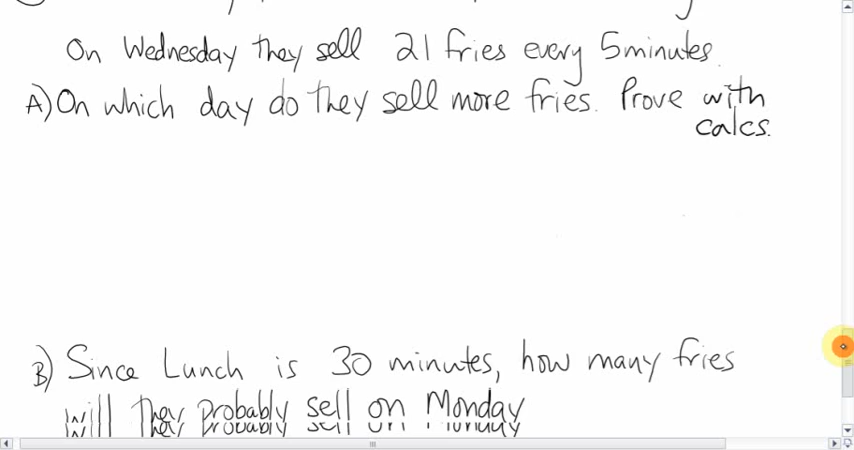 On Wednesday they sell 21 fries every 5 minutes.
A) On which day do they sell more fries. Prove with
calcs.
B) Since Lunch is 30 minutes, how many fries
will they probably sell on Monday